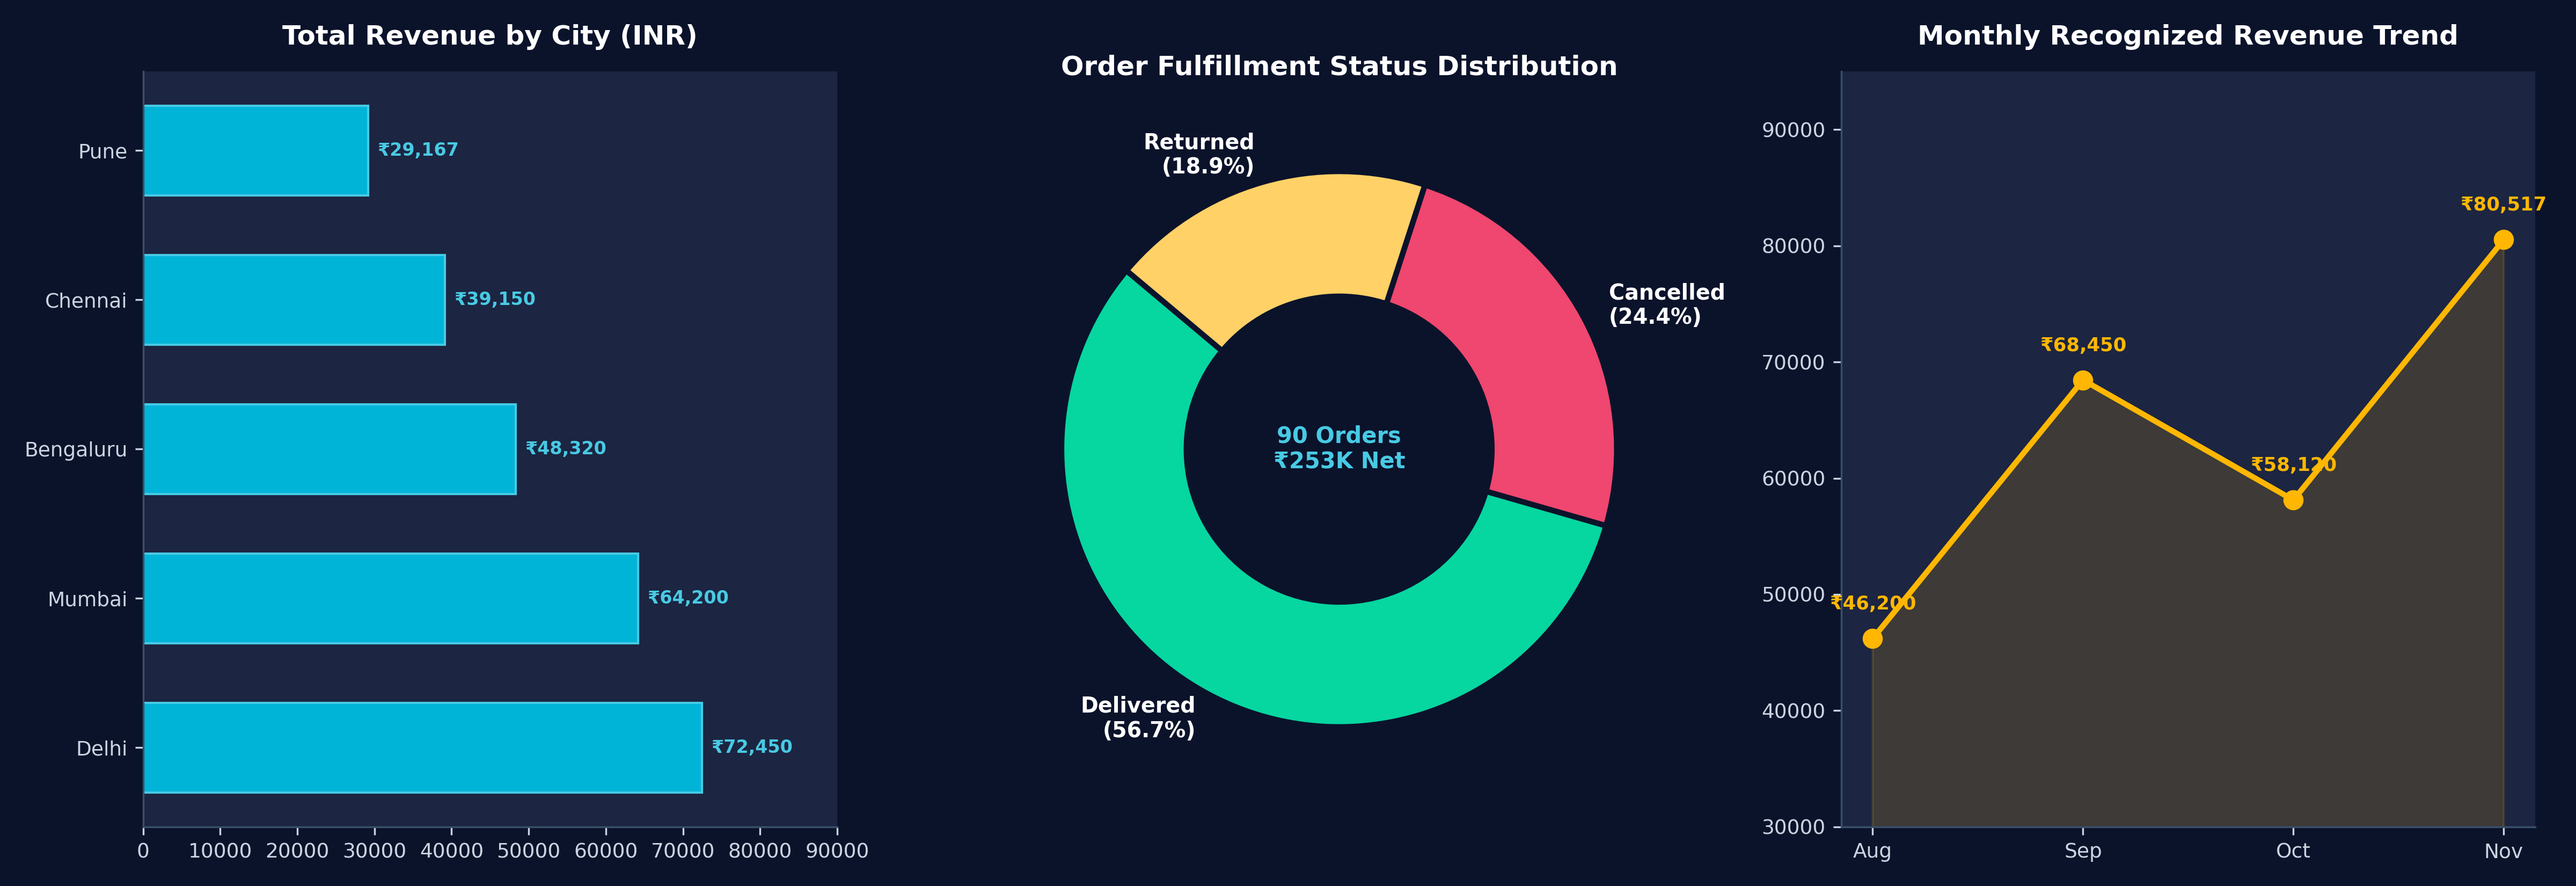 Total Revenue by City (INR)
Pune
₹29,167
Chennai
₹39,150
Bengaluru
₹48,320
Mumbai
₹64,200
Delhi
₹72,450
0 10000 20000 30000 40000 50000 60000 70000 80000 90000
Order Fulfillment Status Distribution
Returned
(18.9%)
Cancelled
(24.4%)
90 Orders
₹253K Net
Delivered
(56.7%)
Monthly Recognized Revenue Trend
90000
80000
70000
60000
50000
40000
30000
₹80,517
₹68,450
₹58,120
₹46,200
Aug Sep Oct Nov